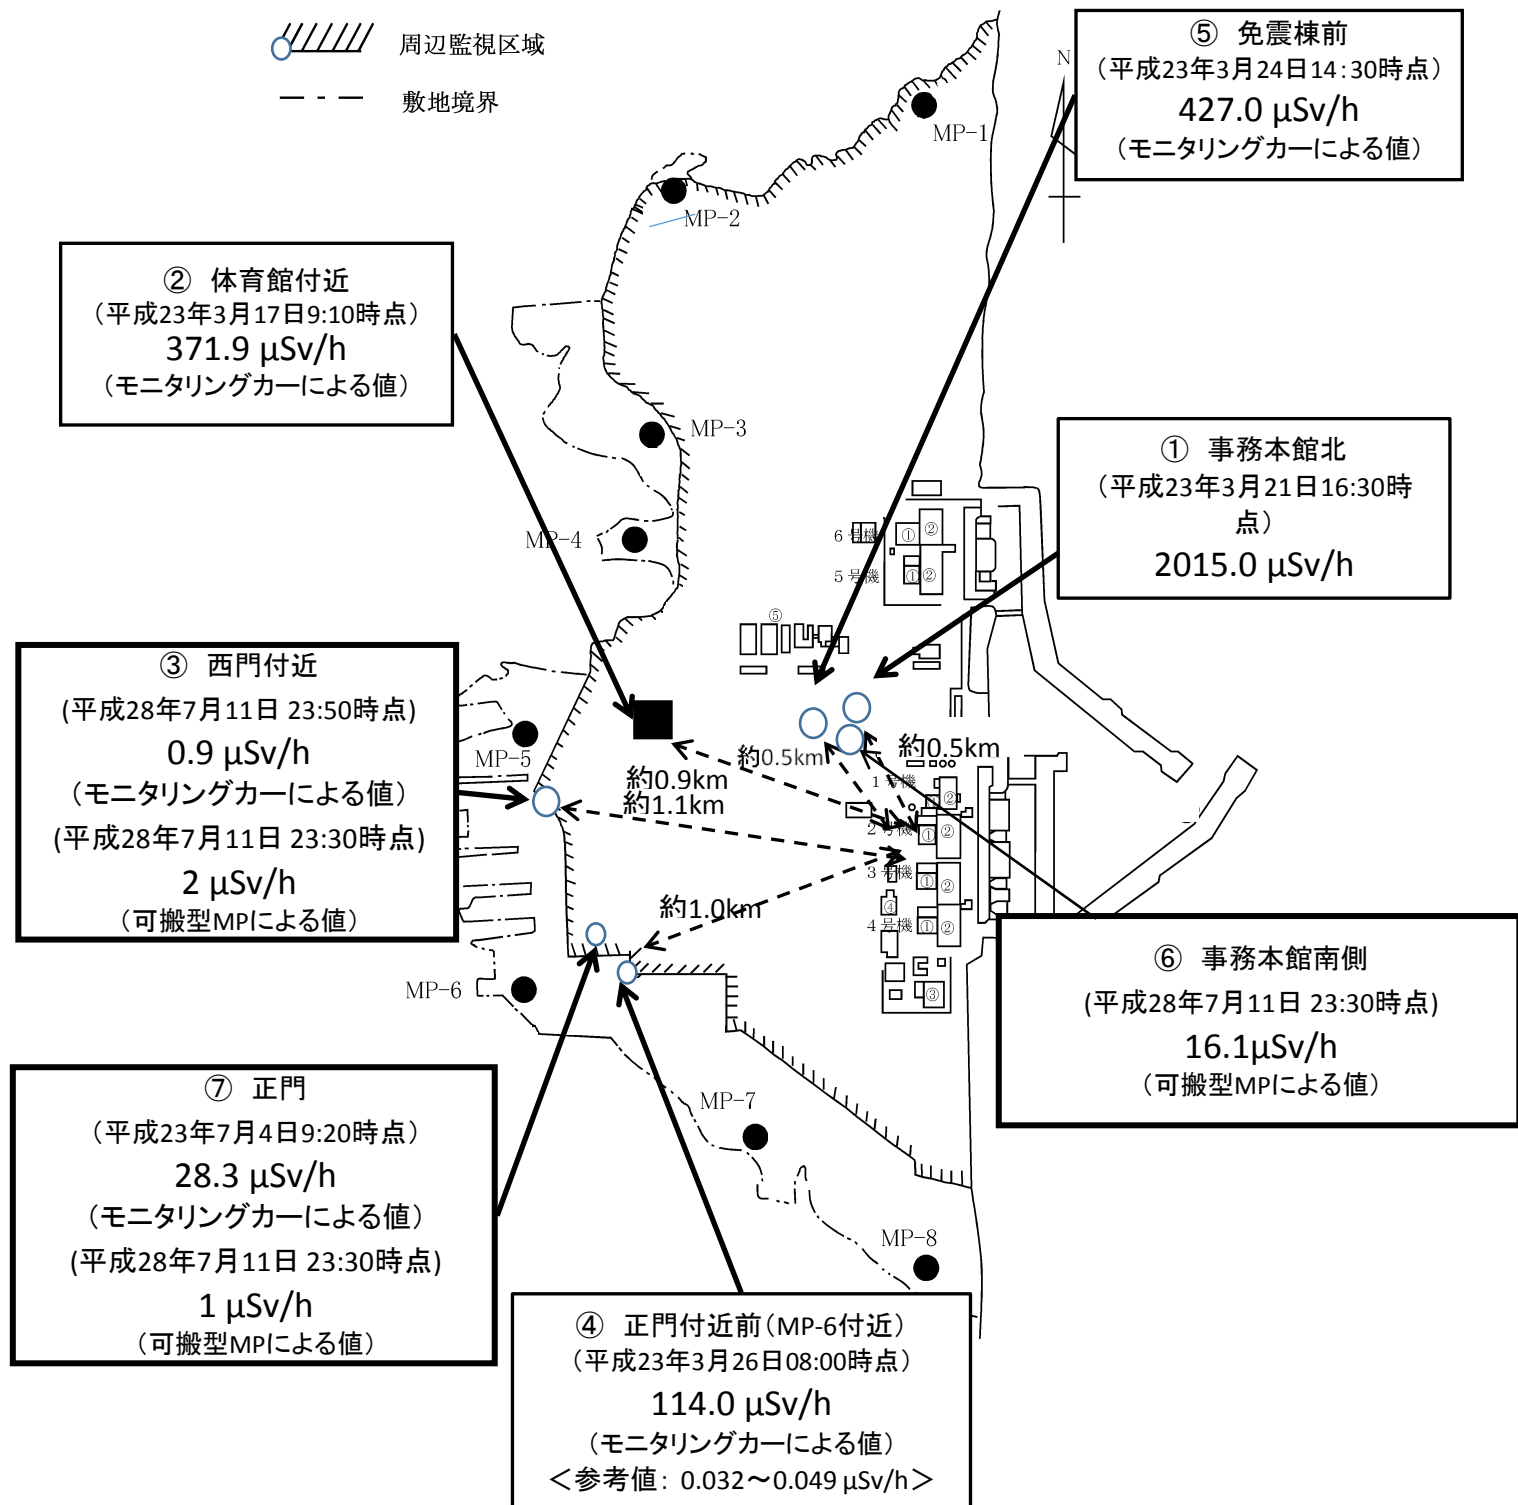 周辺監視区域
敷地境界
N
⑤ 免震棟前
（平成23年3月24日14:30時点）
427.0 μSv/h
（モニタリングカーによる値）
MP-1
MP-2
② 体育館付近
（平成23年3月17日9:10時点）
371.9 μSv/h
（モニタリングカーによる値）
MP-3
MP-4
① 事務本館北
（平成23年3月21日16:30時
点）
2015.0 μSv/h
6号機
① ②
5号機
① ②
⑤
③ 西門付近
(平成28年7月11日 23:50時点)
0.9 μSv/h
（モニタリングカーによる値）
(平成28年7月11日 23:30時点)
2 μSv/h
（可搬型MPによる値）
MP-5
約0.5km
約0.5km
約0.9km
約1.1km
1号機
① ②
2号機
① ②
3号機
① ②
④
4号機
① ②
③
約1.0km
MP-6
⑥ 事務本館南側
(平成28年7月11日 23:30時点)
16.1μSv/h
（可搬型MPによる値）
⑦ 正門
（平成23年7月4日9:20時点）
28.3 μSv/h
（モニタリングカーによる値）
(平成28年7月11日 23:30時点)
1 μSv/h
（可搬型MPによる値）
MP-7
MP-8
④ 正門付近前（MP-6付近）
（平成23年3月26日08:00時点）
114.0 μSv/h
（モニタリングカーによる値）
＜参考値: 0.032～0.049 μSv/h＞